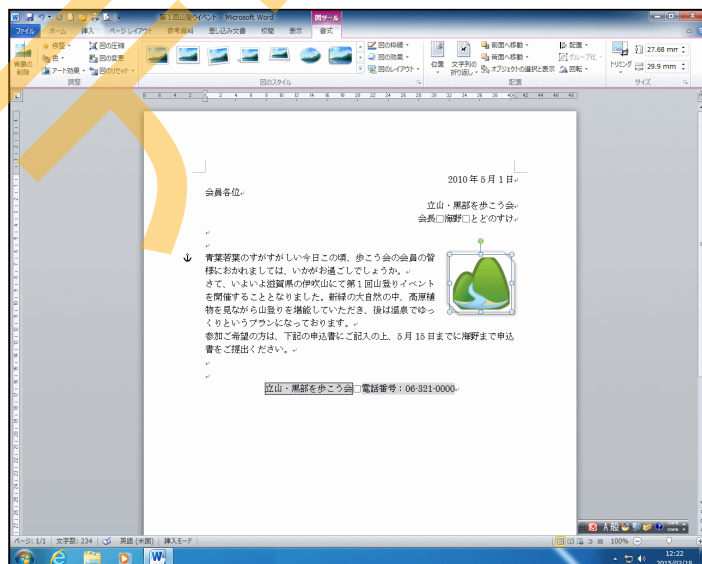 第1回山登りイベント - Microsoft Word
図ツール
ファイル ホーム 挿入 ページ レイアウト 参考資料 差し込み文書 校閲 表示 書式
背景の削除
修整
色
アート効果
図の圧縮
図の変更
図のリセット
調整
図のスタイル
図の枠線
図の効果
図のレイアウト
位置
文字列の折り返し
前面へ移動
背面へ移動
オブジェクトの選択と表示
配置
グループ化
回転
配置
トリミング
27.68 mm
29.9 mm
サイズ
2010年5月1日
会員各位
立山・黒部を歩こう会
会長□海野□とどのすけ
青葉若葉のすがすがしい今日この頃、歩こう会の会員の皆
様におかれましては、いかがお過ごしでしょうか。
さて、いよいよ滋賀県の伊吹山にて第1回山登りイベント
を開催することとなりました。新緑の大自然の中、高原植
物を見ながら山登りを堪能していただき、後は温泉でゆっ
くりというプランになっております。
参加ご希望の方は、下記の申込書にご記入の上、5月15日までに海野まで申込
書をご提出ください。
立山・黒部を歩こう会□電話番号：06-321-0000
ページ: 1/1 文字数: 234 英語 (米国) 挿入モード 100%
A 般
12:22
2015/02/18